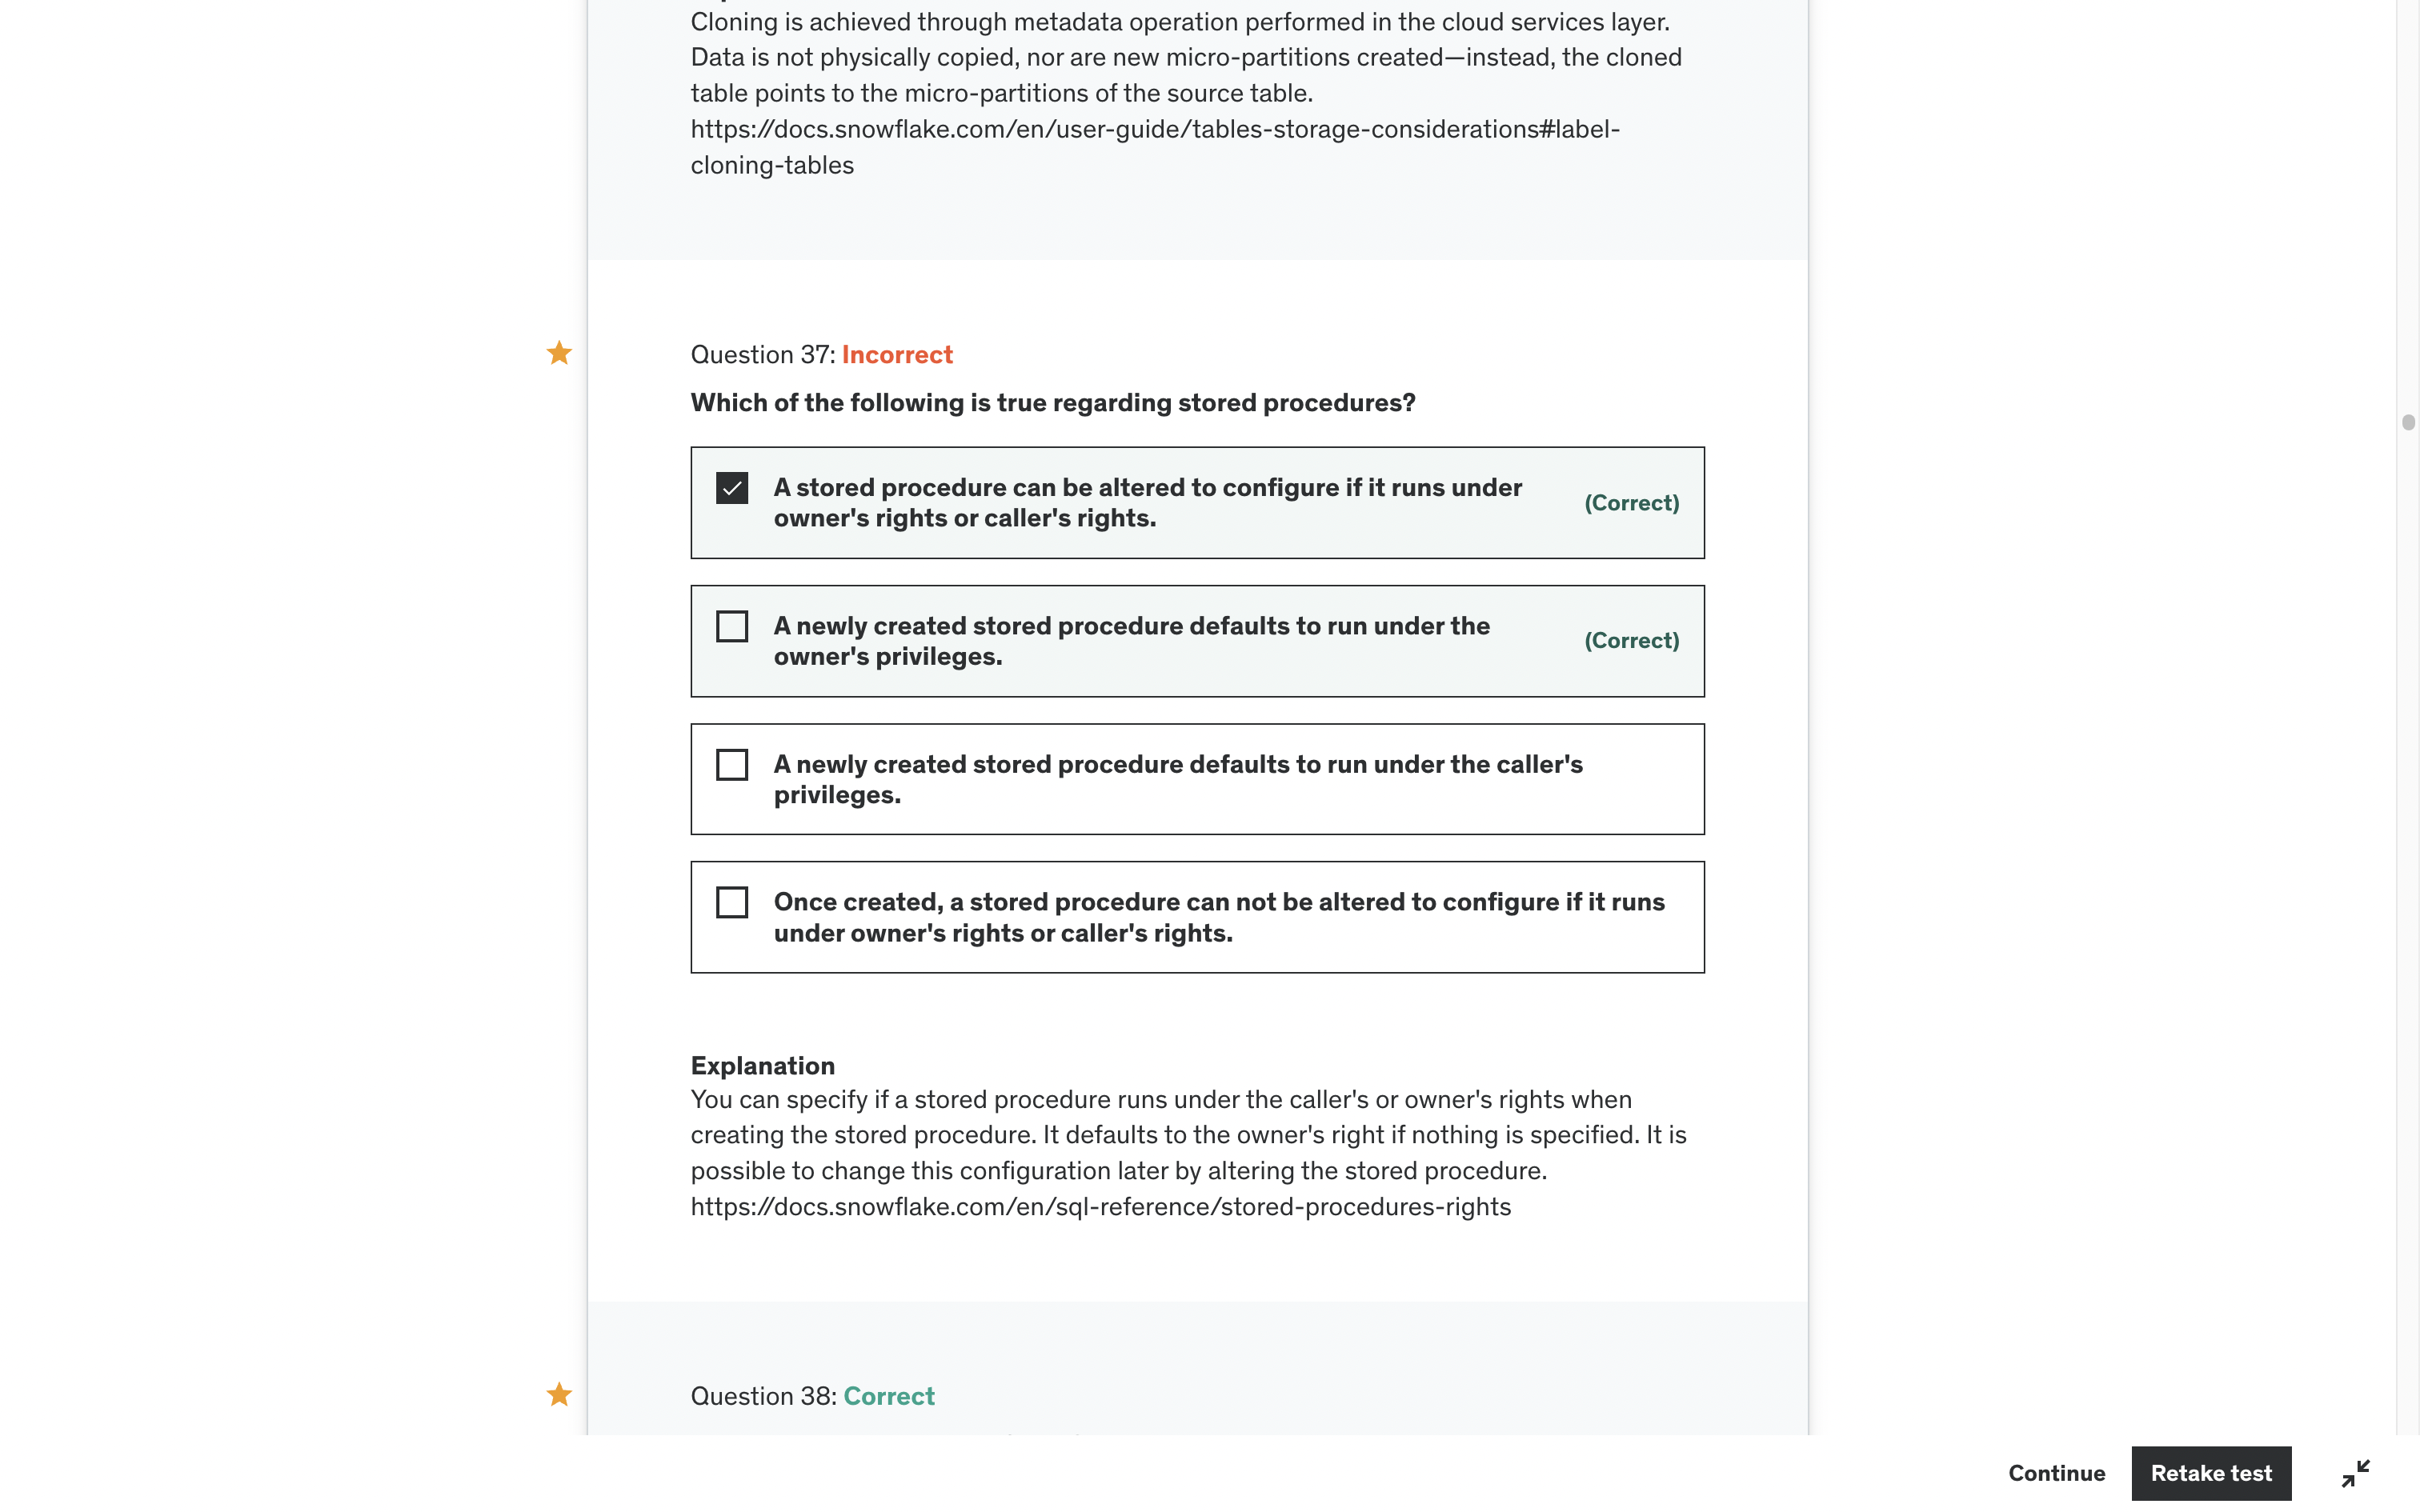 Cloning is achieved through metadata operation performed in the cloud services layer.
Data is not physically copied, nor are new micro-partitions created—instead, the cloned
table points to the micro-partitions of the source table.
https://docs.snowflake.com/en/user-guide/tables-storage-considerations#label-
cloning-tables
Question 37: Incorrect
Which of the following is true regarding stored procedures?
A stored procedure can be altered to configure if it runs under
owner's rights or caller's rights.
(Correct)
A newly created stored procedure defaults to run under the
owner's privileges.
(Correct)
A newly created stored procedure defaults to run under the caller's
privileges.
Once created, a stored procedure can not be altered to configure if it runs
under owner's rights or caller's rights.
Explanation
You can specify if a stored procedure runs under the caller's or owner's rights when
creating the stored procedure. It defaults to the owner's right if nothing is specified. It is
possible to change this configuration later by altering the stored procedure.
https://docs.snowflake.com/en/sql-reference/stored-procedures-rights
Question 38: Correct
Continue
Retake test